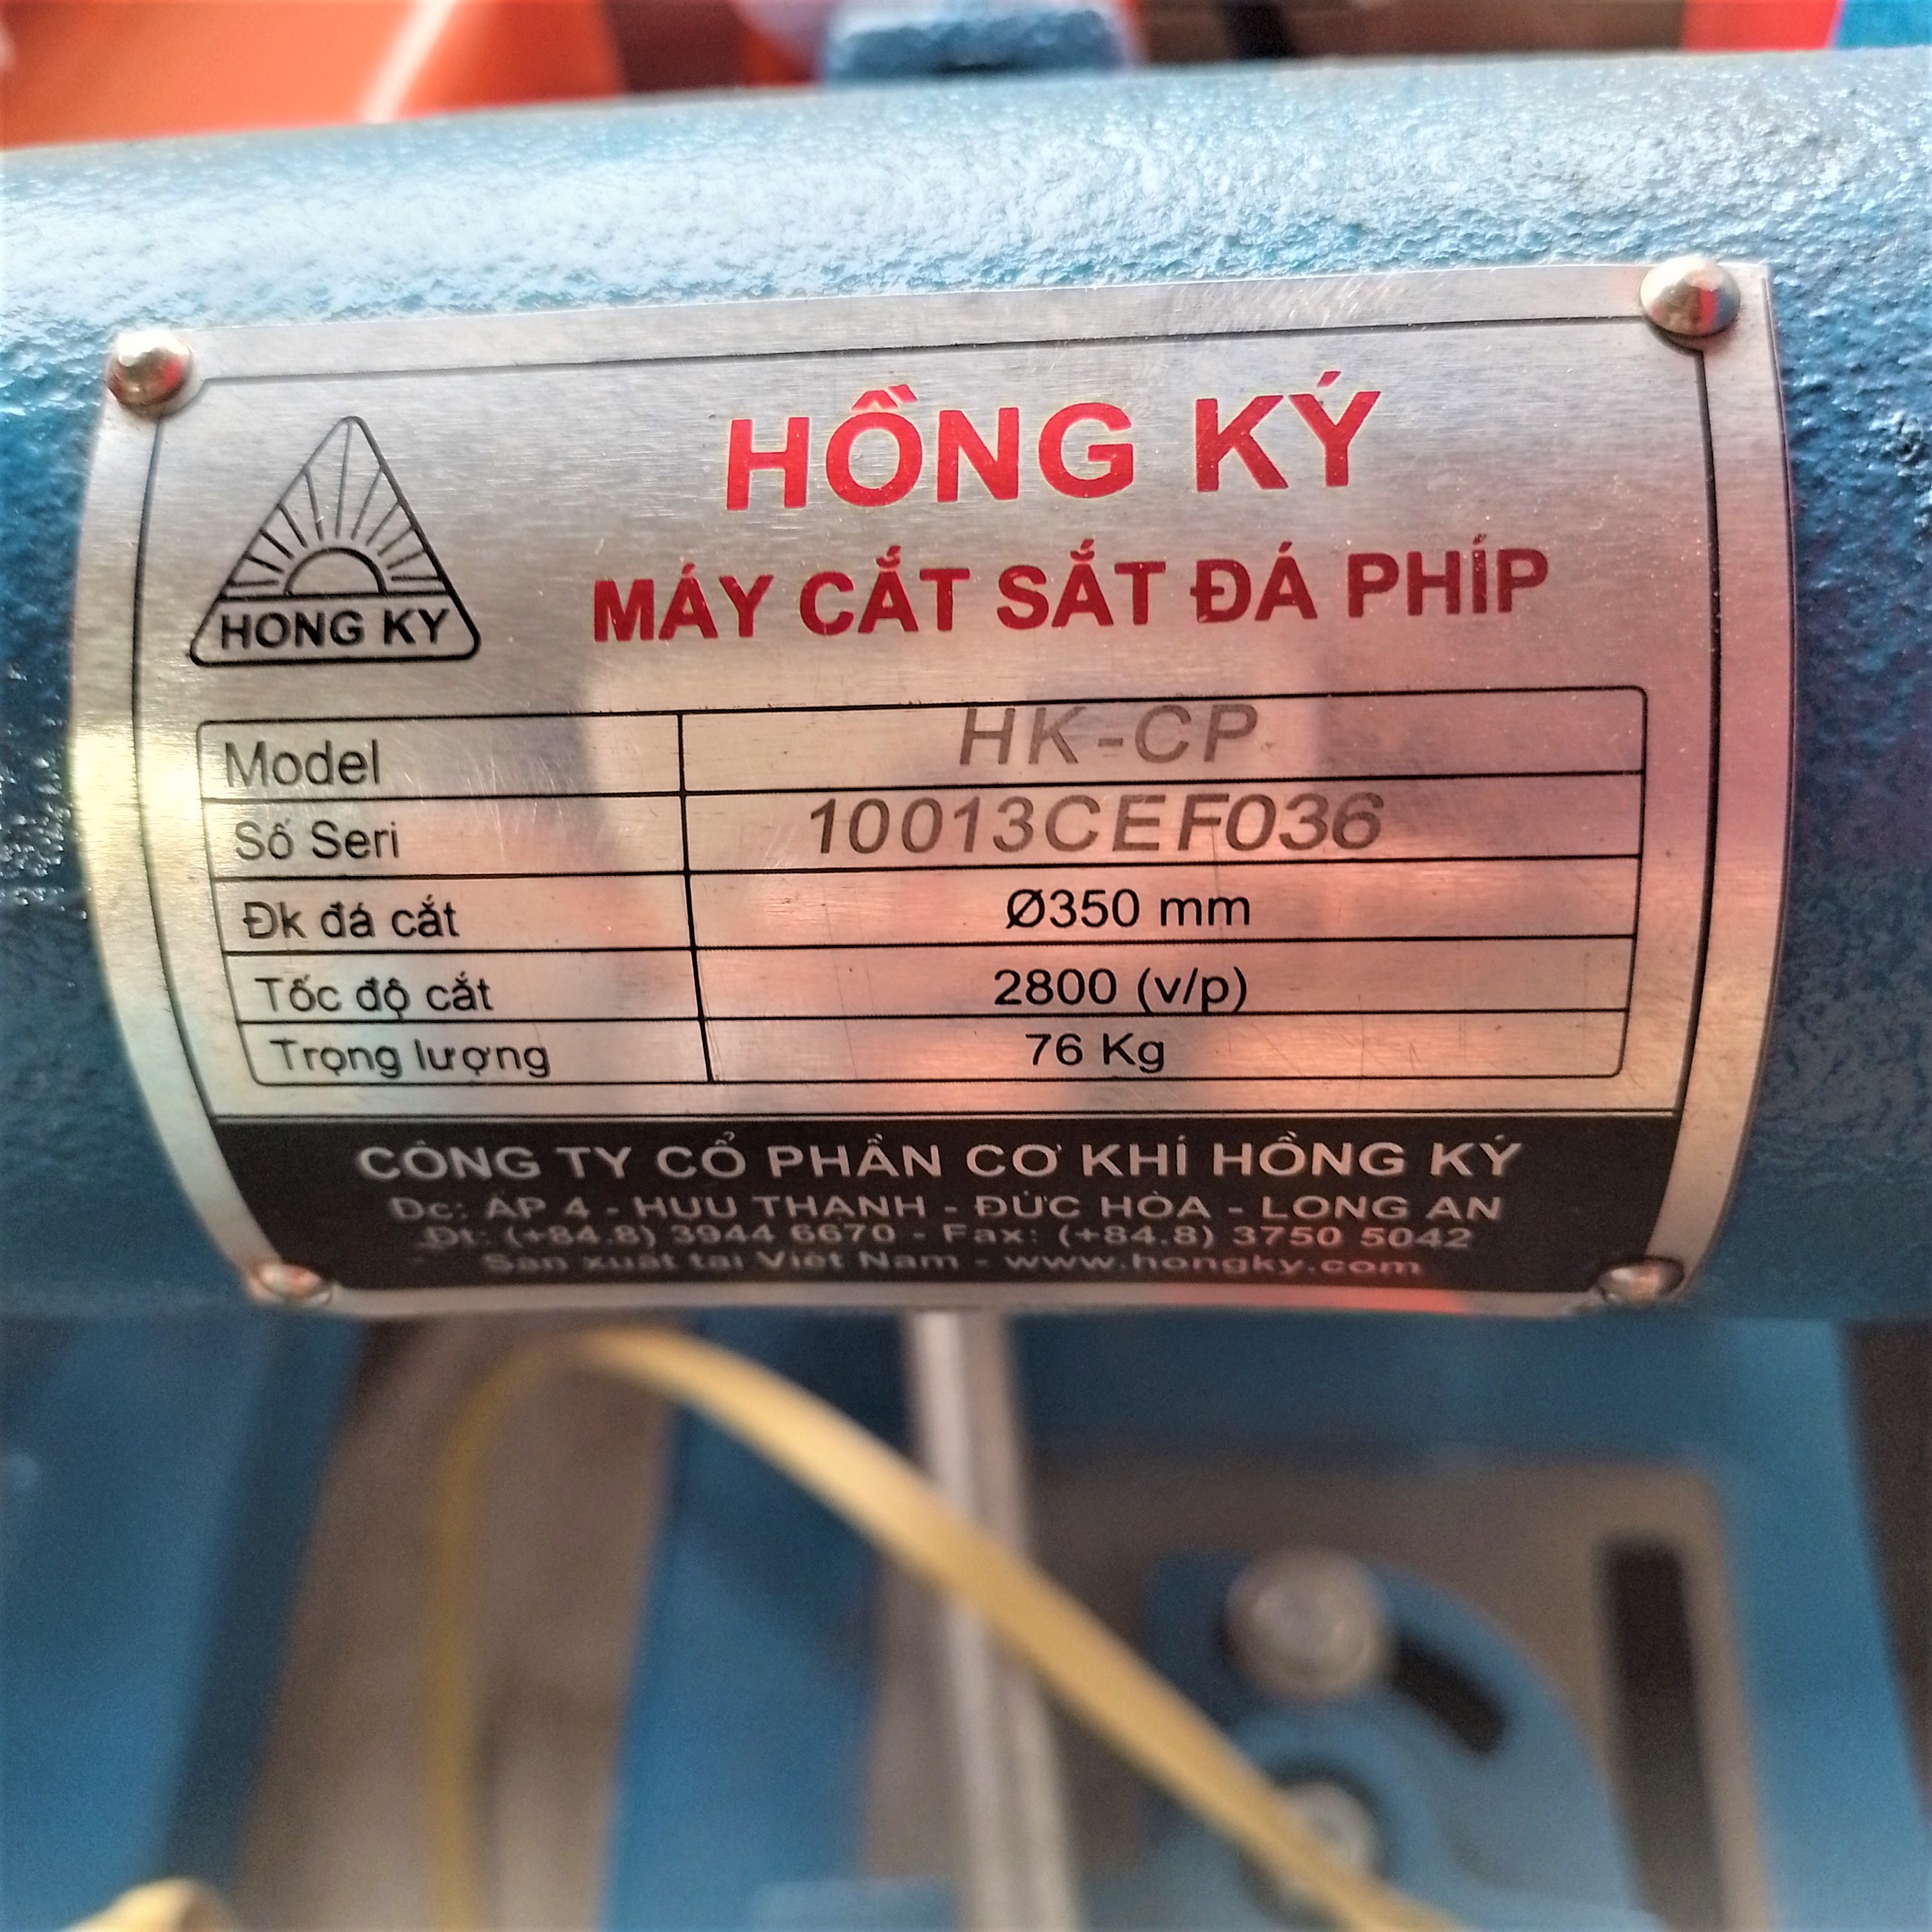 HỒNG KÝ
MÁY CẮT SẮT ĐÁ PHÍP
HONG KY
Model HK-CP
Số Seri 10013CEF036
Đk đá cắt Ø350 mm
Tốc độ cắt 2800 (v/p)
Trọng lượng 76 Kg
CÔNG TY CỔ PHẦN CƠ KHÍ HỒNG KÝ
Đc: ẤP 4 - HỰU THẠNH - ĐỨC HÒA - LONG AN
Đt: (+84.8) 3944 6670 - Fax: (+84.8) 3750 5042
Sản xuất tại Việt Nam - www.hongky.com